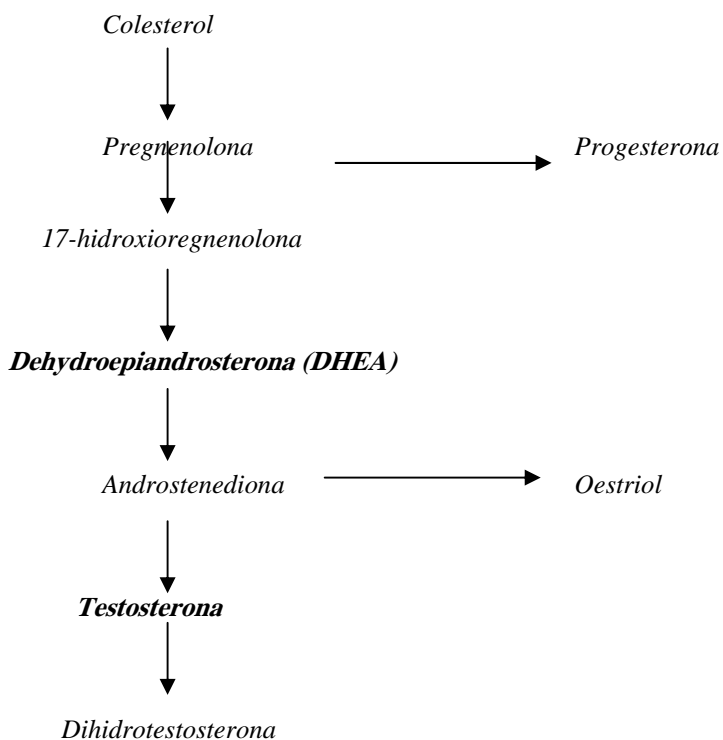 Colesterol
Pregnenolona Progesterona
17-hidroxioregnenolona
Dehydroepiandrosterona (DHEA)
Androstenediona Oestriol
Testosterona
Dihidrotestosterona